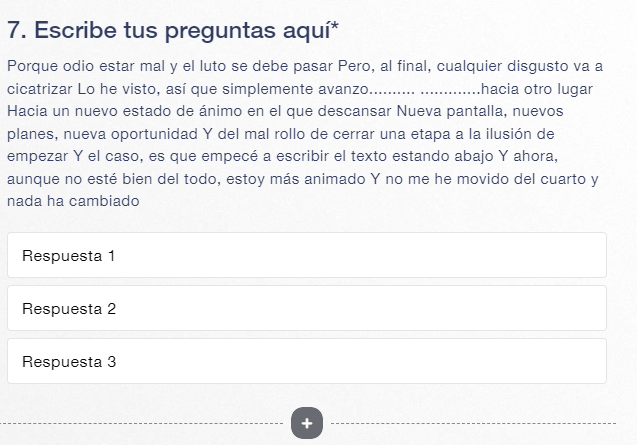 7. Escribe tus preguntas aquí*
Porque odio estar mal y el luto se debe pasar Pero, al final, cualquier disgusto va a
cicatrizar Lo he visto, así que simplemente avanzo.......... .............hacia otro lugar
Hacia un nuevo estado de ánimo en el que descansar Nueva pantalla, nuevos
planes, nueva oportunidad Y del mal rollo de cerrar una etapa a la ilusión de
empezar Y el caso, es que empecé a escribir el texto estando abajo Y ahora,
aunque no esté bien del todo, estoy más animado Y no me he movido del cuarto y
nada ha cambiado
Respuesta 1
Respuesta 2
Respuesta 3
+